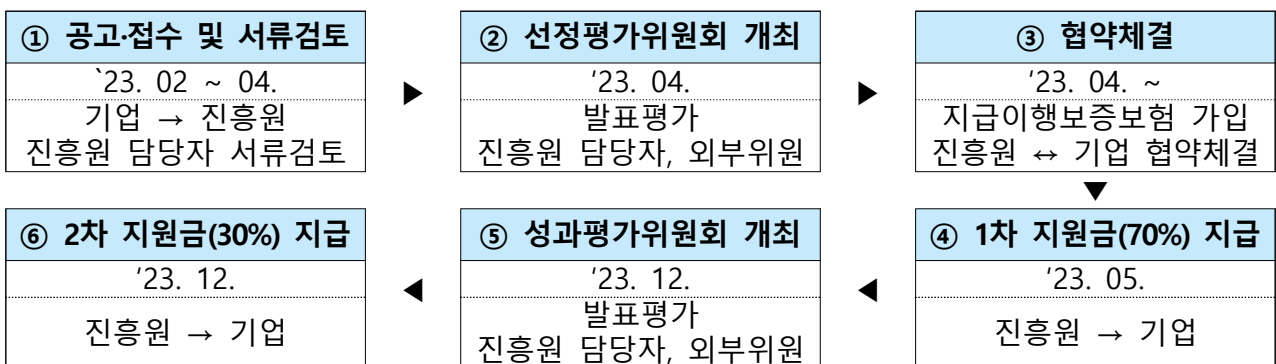 ① 공고·접수 및 서류검토
`23. 02 ~ 04.
기업 → 진흥원
진흥원 담당자 서류검토
▶
② 선정평가위원회 개최
'23. 04.
발표평가
진흥원 담당자, 외부위원
▶
③ 협약체결
'23. 04. ~
지급이행보증보험 가입
진흥원 ↔ 기업 협약체결
▼
④ 1차 지원금(70%) 지급
'23. 05.
진흥원 → 기업
◀
⑤ 성과평가위원회 개최
'23. 12.
발표평가
진흥원 담당자, 외부위원
◀
⑥ 2차 지원금(30%) 지급
'23. 12.
진흥원 → 기업